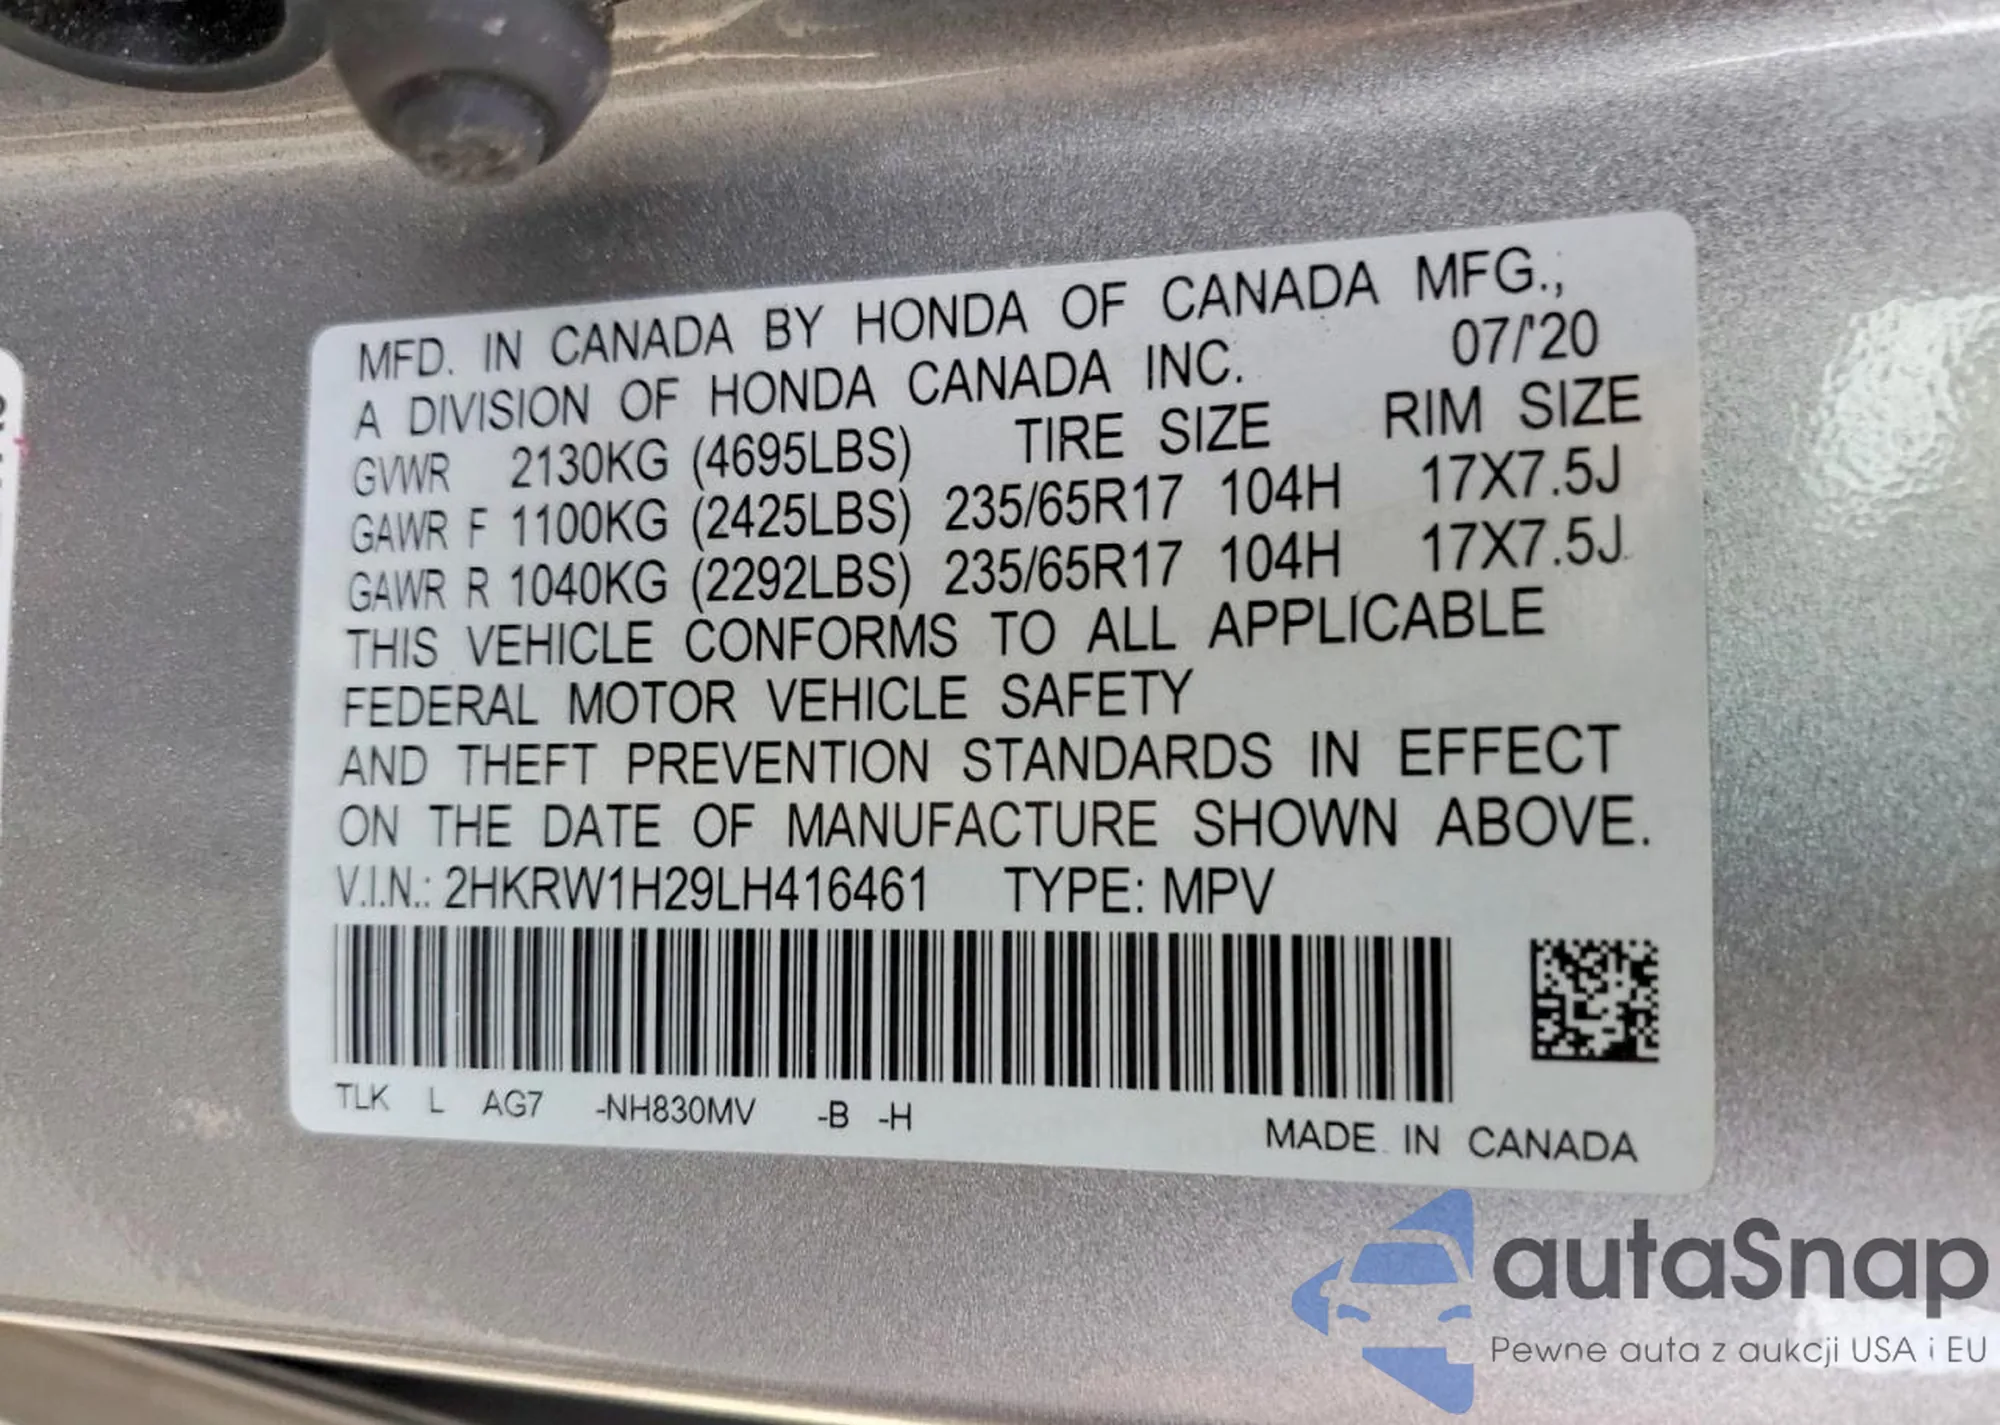 MFD. IN CANADA BY HONDA OF CANADA MFG.,
A DIVISION OF HONDA CANADA INC. 07/'20
GVWR 2130KG (4695LBS) TIRE SIZE RIM SIZE
GAWR F 1100KG (2425LBS) 235/65R17 104H 17X7.5J
GAWR R 1040KG (2292LBS) 235/65R17 104H 17X7.5J
THIS VEHICLE CONFORMS TO ALL APPLICABLE
FEDERAL MOTOR VEHICLE SAFETY
AND THEFT PREVENTION STANDARDS IN EFFECT
ON THE DATE OF MANUFACTURE SHOWN ABOVE.
V.I.N.: 2HKRW1H29LH416461 TYPE: MPV
TLK L AG7 -NH830MV -B -H
MADE IN CANADA
autaSnap
Pewne auta z aukcji USA i EU